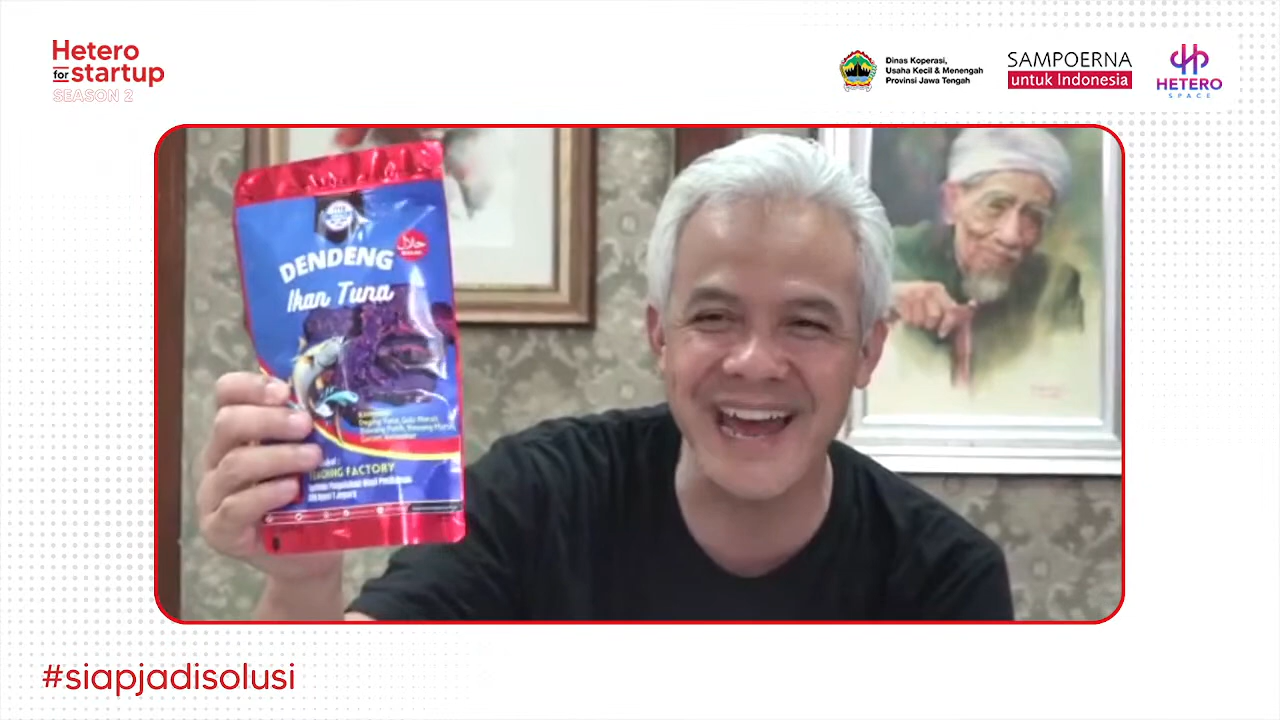 Hetero
for startup
SEASON 2
Dinas Koperasi,
Usaha Kecil & Menengah
Provinsi Jawa Tengah
SAMPOERNA
untuk Indonesia
HETERO
SPACE
DENDENG
حلال
Ikan Tuna
FACTORY
#siapjadisolusi